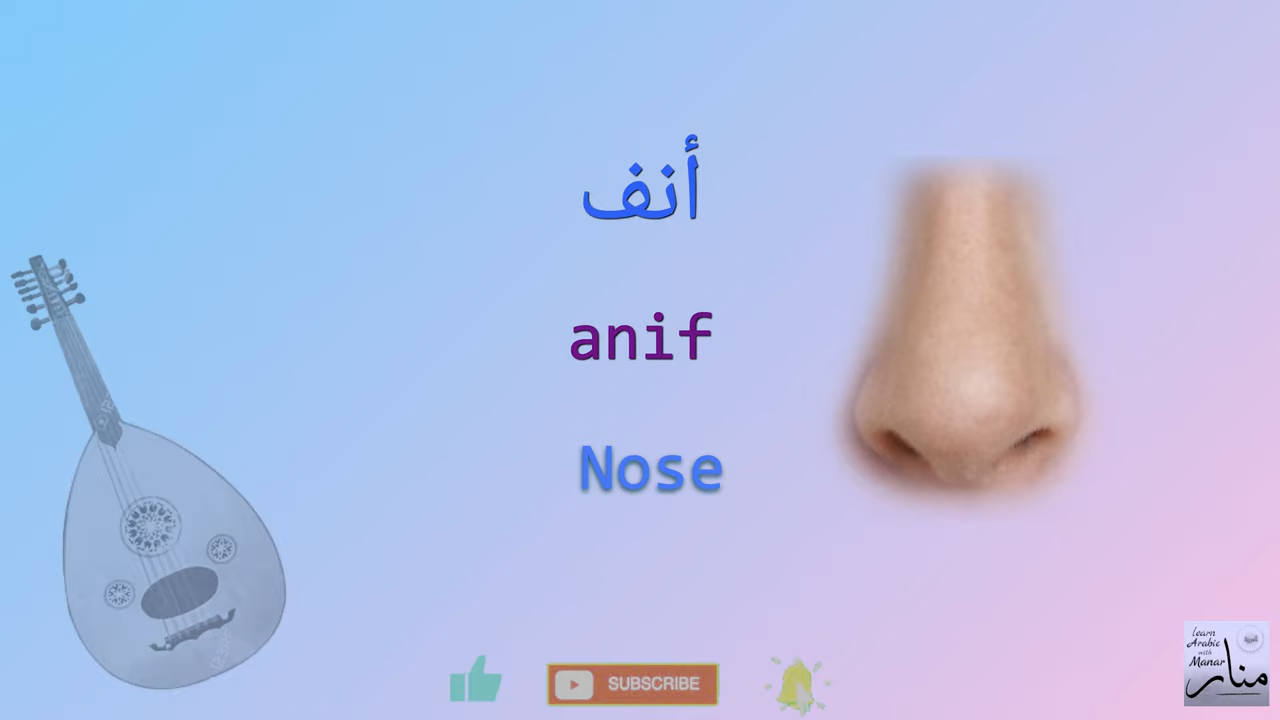 أنف
anif
Nose
SUBSCRIBE
learn
Arabic
with
Manar
منار